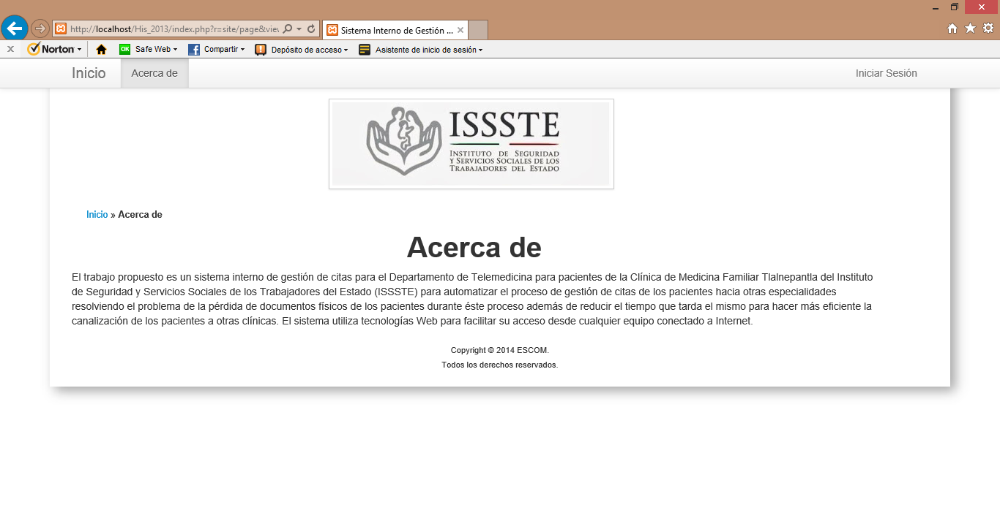 http://localhost/His_2013/index.php?r=site/page&vie
Sistema Interno de Gestión ...
Norton
OK Safe Web
Compartir
Depósito de acceso
Asistente de inicio de sesión
Inicio
Acerca de
Iniciar Sesión
ISSSTE
INSTITUTO DE SEGURIDAD
Y SERVICIOS SOCIALES DE LOS
TRABAJADORES DEL ESTADO
Inicio » Acerca de
Acerca de
El trabajo propuesto es un sistema interno de gestión de citas para el Departamento de Telemedicina para pacientes de la Clínica de Medicina Familiar Tlalnepantla del Instituto
de Seguridad y Servicios Sociales de los Trabajadores del Estado (ISSSTE) para automatizar el proceso de gestión de citas de los pacientes hacia otras especialidades
resolviendo el problema de la pérdida de documentos físicos de los pacientes durante éste proceso además de reducir el tiempo que tarda el mismo para hacer más eficiente la
canalización de los pacientes a otras clínicas. El sistema utiliza tecnologías Web para facilitar su acceso desde cualquier equipo conectado a Internet.
Copyright © 2014 ESCOM.
Todos los derechos reservados.